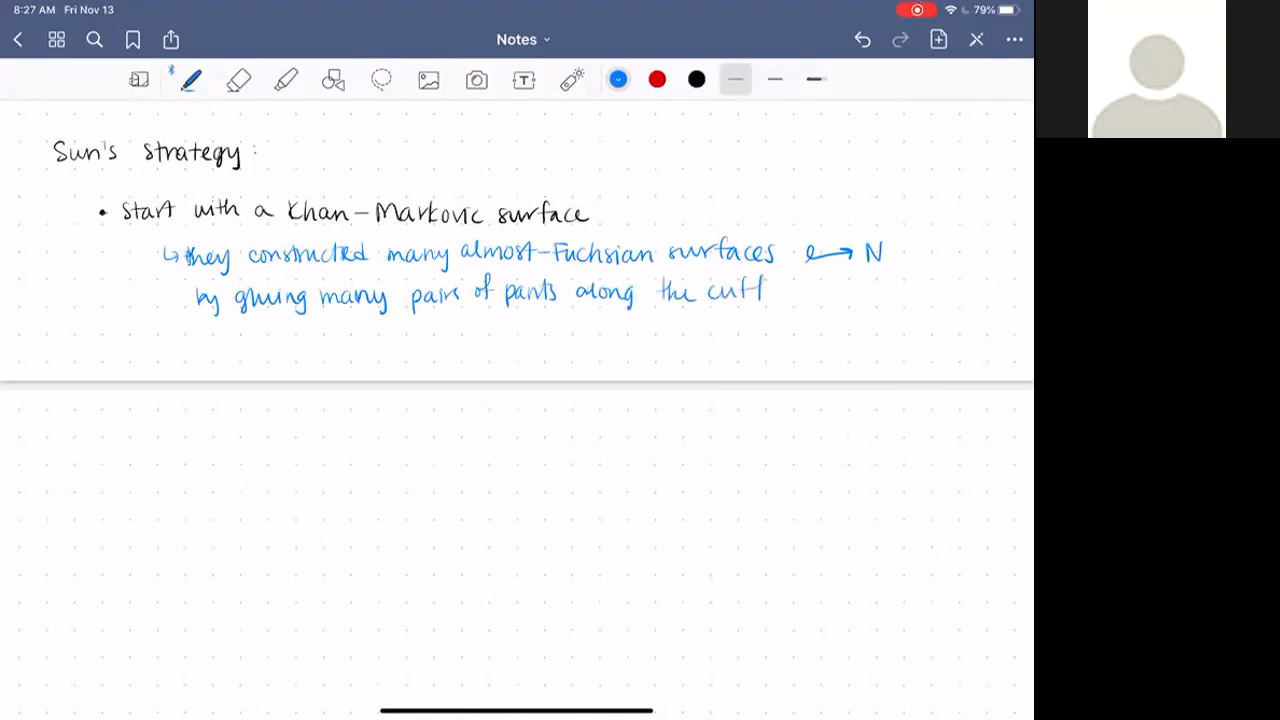 8:27 AM Fri Nov 13
79%
Notes
T
Sun's strategy:
• Start with a Khan-Markovic surface
↳ they constructed many almost-Fuchsian surfaces ↪ N
by gluing many pairs of pants along the cuff